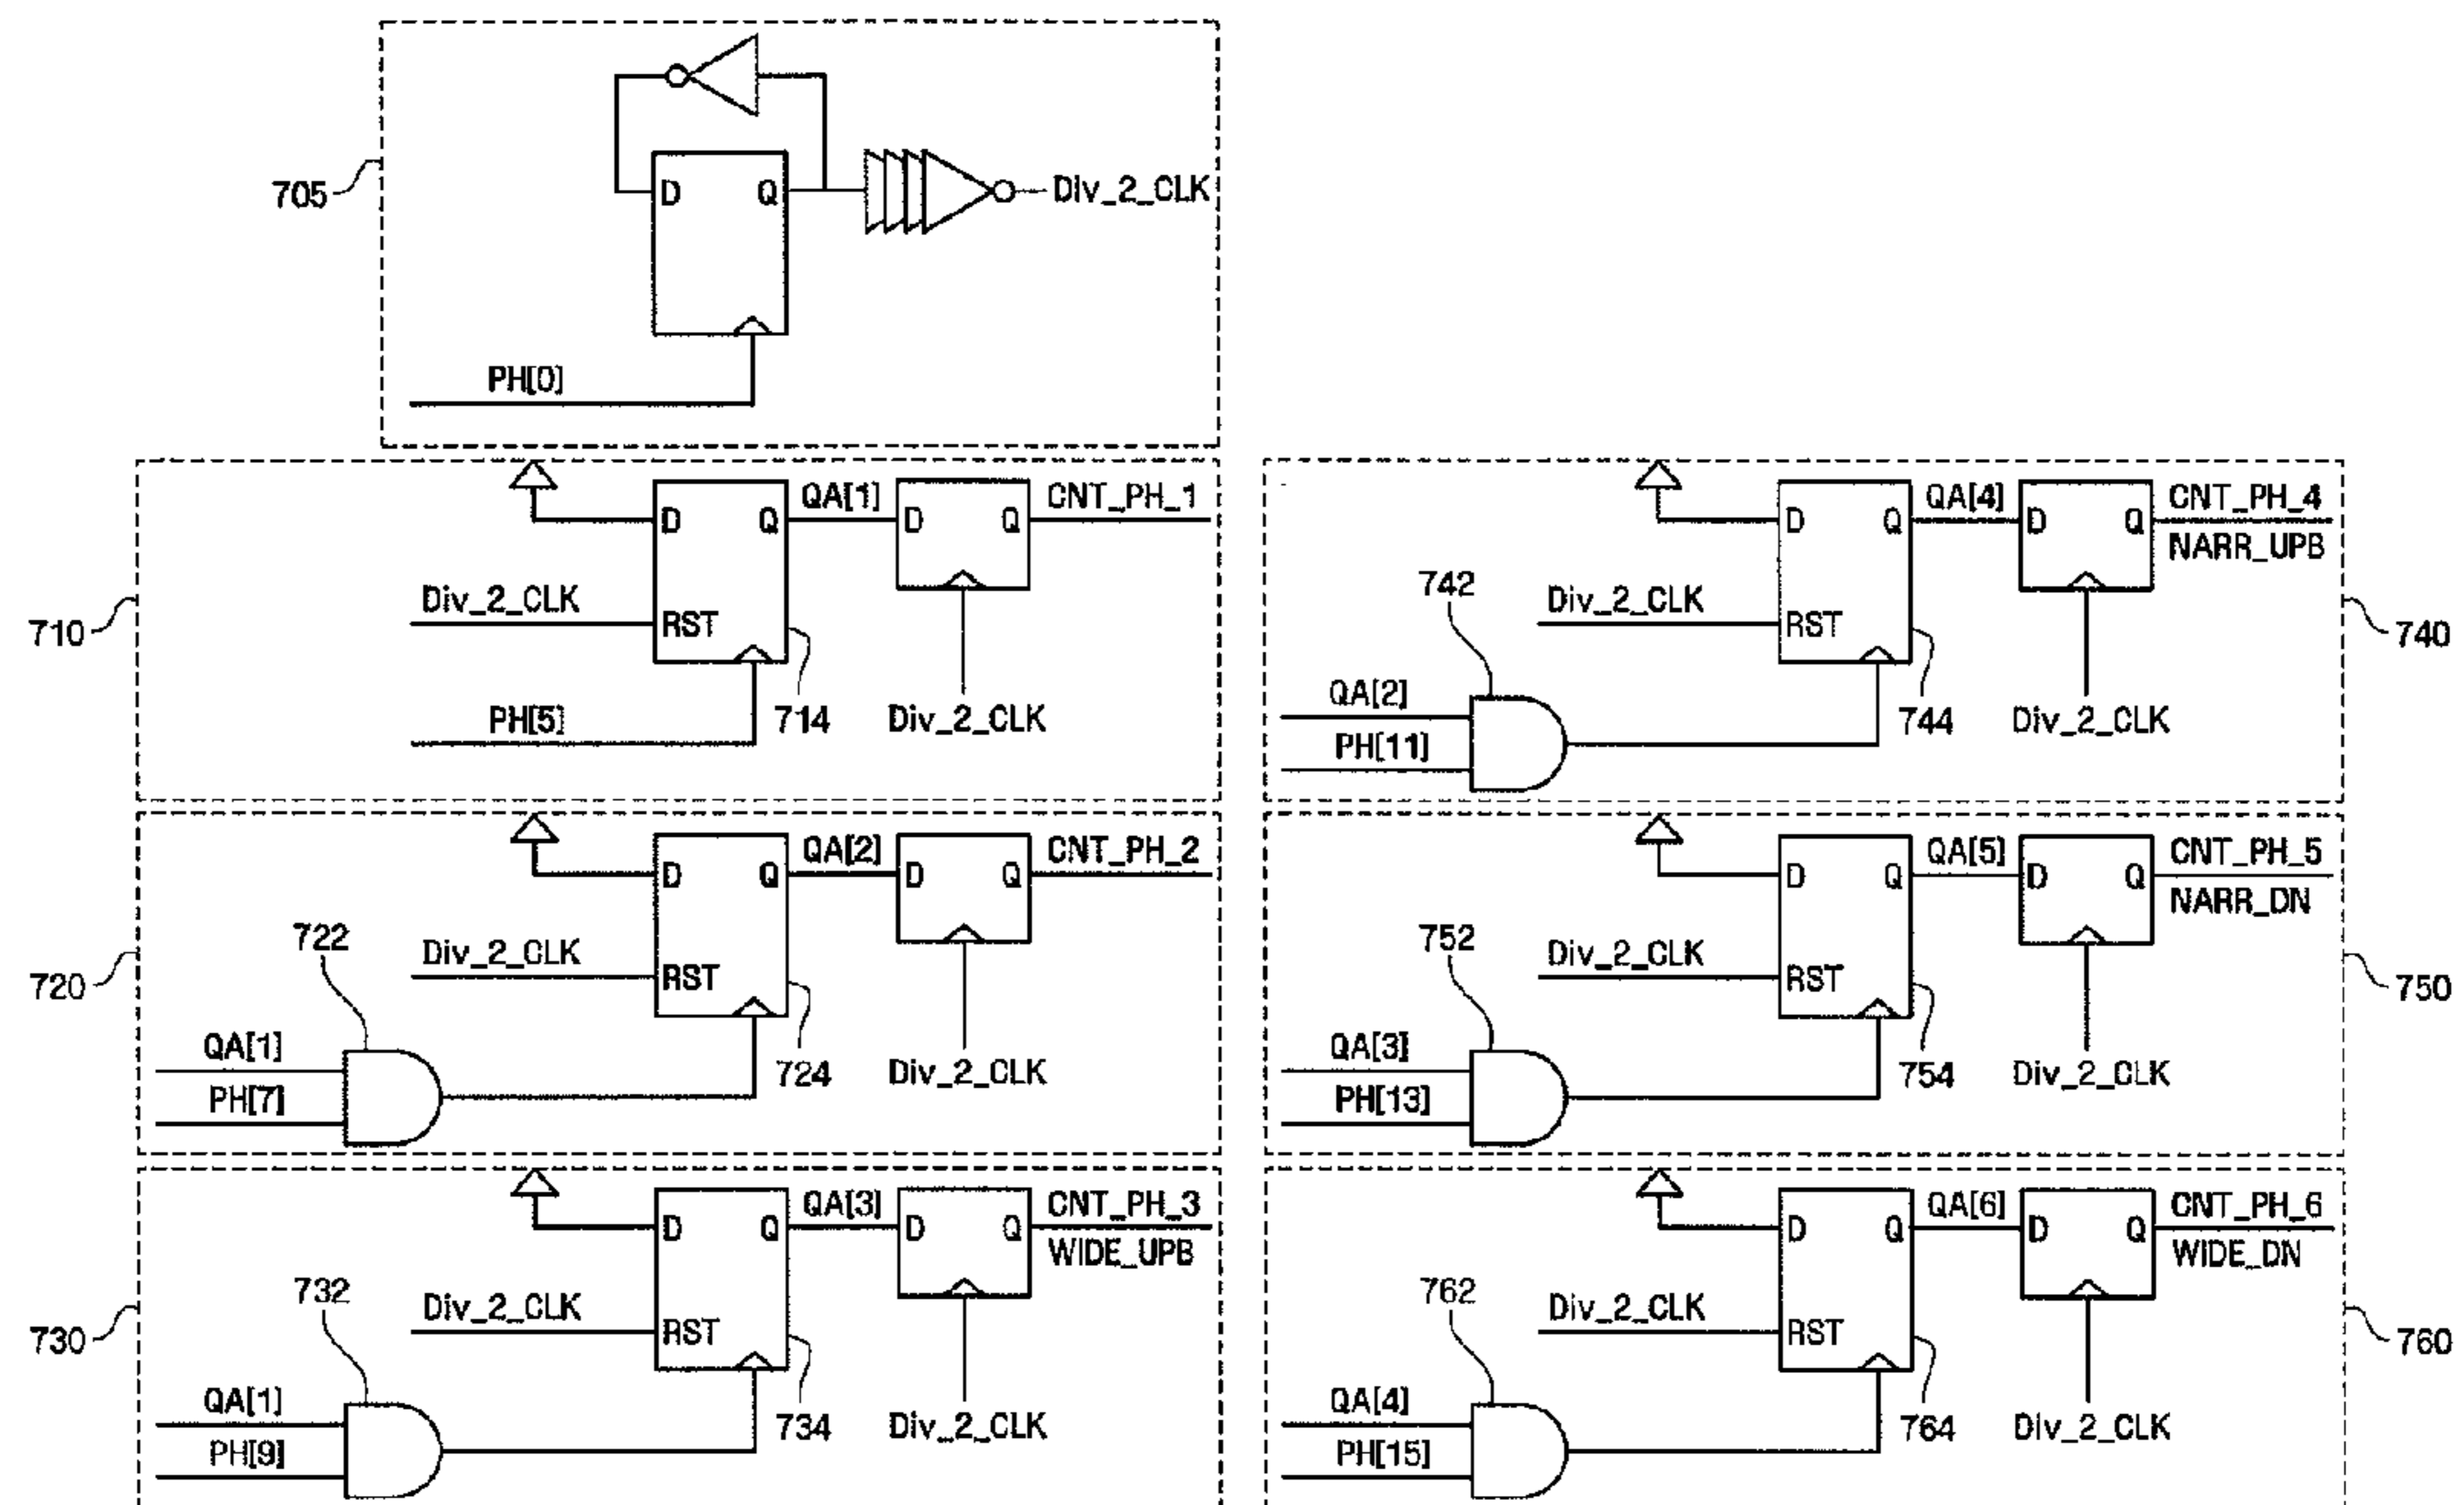 705
D
Q
Div_2_CLK
PH[0]
710
D
Q
QA[1]
D
Q
CNT_PH_1
Div_2_CLK
RST
714
Div_2_CLK
PH[5]
720
722
D
Q
QA[2]
D
Q
CNT_PH_2
Div_2_CLK
RST
724
Div_2_CLK
QA[1]
PH[7]
730
732
D
Q
QA[3]
D
Q
CNT_PH_3
WIDE_UPB
Div_2_CLK
RST
734
Div_2_CLK
QA[1]
PH[9]
740
742
D
Q
QA[4]
D
Q
CNT_PH_4
NARR_UPB
Div_2_CLK
RST
744
Div_2_CLK
QA[2]
PH[11]
750
752
D
Q
QA[5]
D
Q
CNT_PH_5
NARR_DN
Div_2_CLK
RST
754
Div_2_CLK
QA[3]
PH[13]
760
762
D
Q
QA[6]
D
Q
CNT_PH_6
WIDE_DN
Div_2_CLK
RST
764
Div_2_CLK
QA[4]
PH[15]